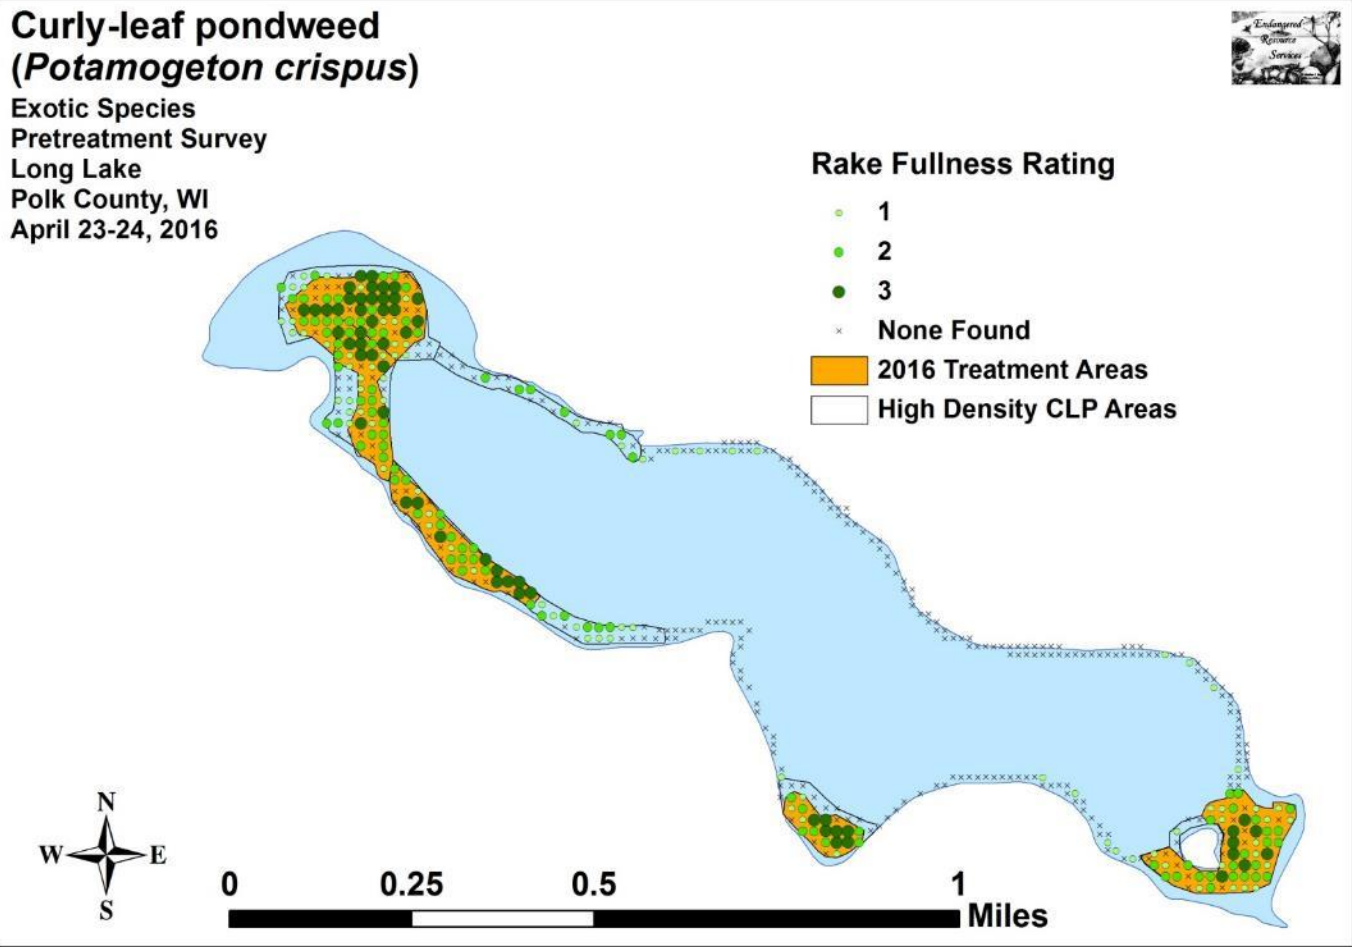 Curly-leaf pondweed
(Potamogeton crispus)
Exotic Species
Pretreatment Survey
Long Lake
Polk County, WI
April 23-24, 2016
Endangered
Resource
Services
Rake Fullness Rating
1
2
3
None Found
2016 Treatment Areas
High Density CLP Areas
N
W E
S
0 0.25 0.5 1
Miles